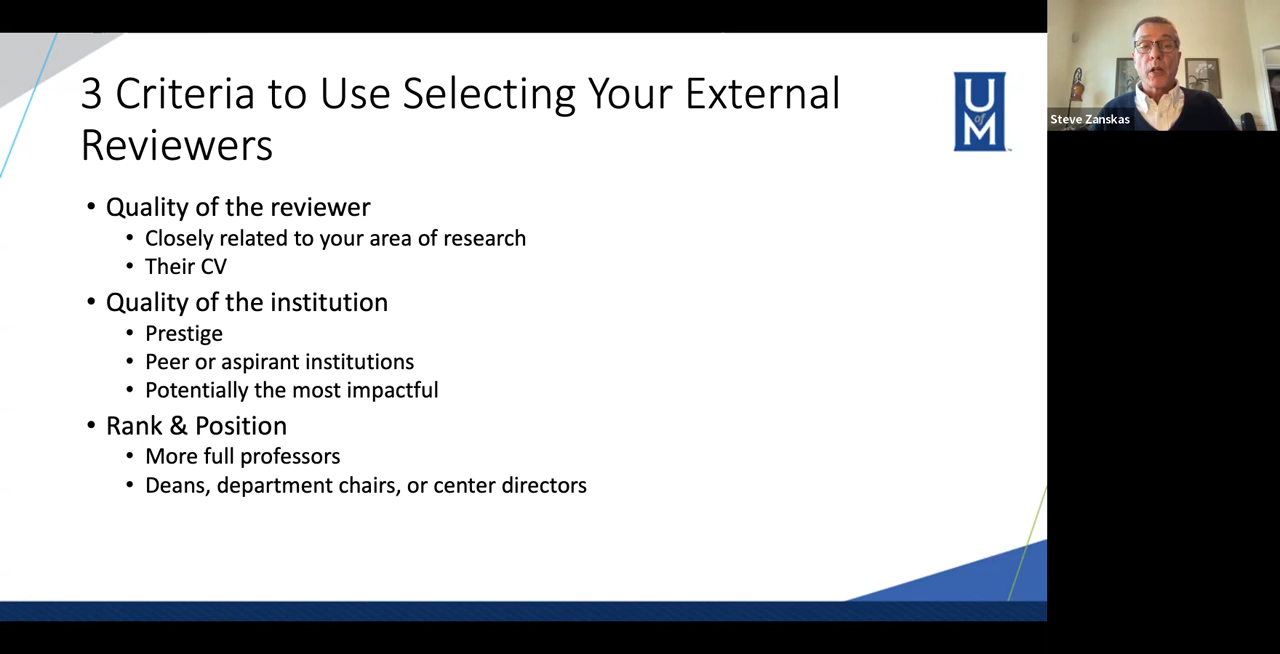 3 Criteria to Use Selecting Your External
Reviewers
• Quality of the reviewer
• Closely related to your area of research
• Their CV
• Quality of the institution
• Prestige
• Peer or aspirant institutions
• Potentially the most impactful
• Rank & Position
• More full professors
• Deans, department chairs, or center directors
U
of
M
™
Steve Zanskas